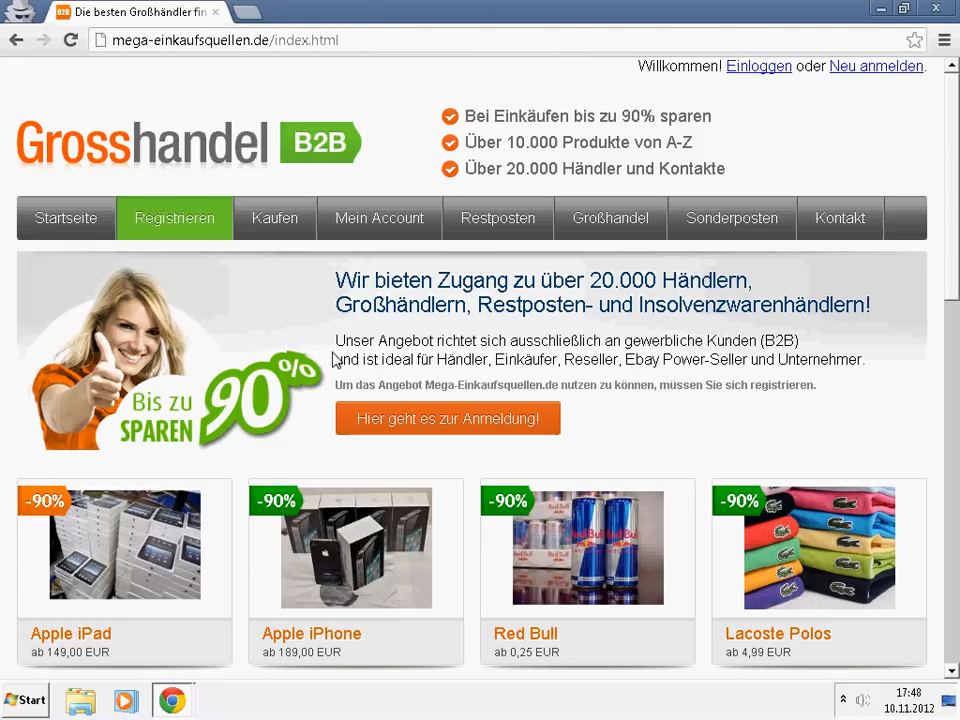 Die besten Großhändler fin
mega-einkaufsquellen.de/index.html
Willkommen! Einloggen oder Neu anmelden.
Grosshandel B2B
Bei Einkäufen bis zu 90% sparen
Über 10.000 Produkte von A-Z
Über 20.000 Händler und Kontakte
Startseite Registrieren Kaufen Mein Account Restposten Großhandel Sonderposten Kontakt
Wir bieten Zugang zu über 20.000 Händlern,
Großhändlern, Restposten- und Insolvenzwarenhändlern!
Unser Angebot richtet sich ausschließlich an gewerbliche Kunden (B2B)
und ist ideal für Händler, Einkäufer, Reseller, Ebay Power-Seller und Unternehmer.
Um das Angebot Mega-Einkaufsquellen.de nutzen zu können, müssen Sie sich registrieren.
Hier geht es zur Anmeldung!
Bis zu
SPAREN 90%
-90% -90% -90% -90%
Red Bull Red Bull
Apple iPad Apple iPhone Red Bull Lacoste Polos
ab 149,00 EUR ab 189,00 EUR ab 0,25 EUR ab 4,99 EUR
Start
17:48
10.11.2012